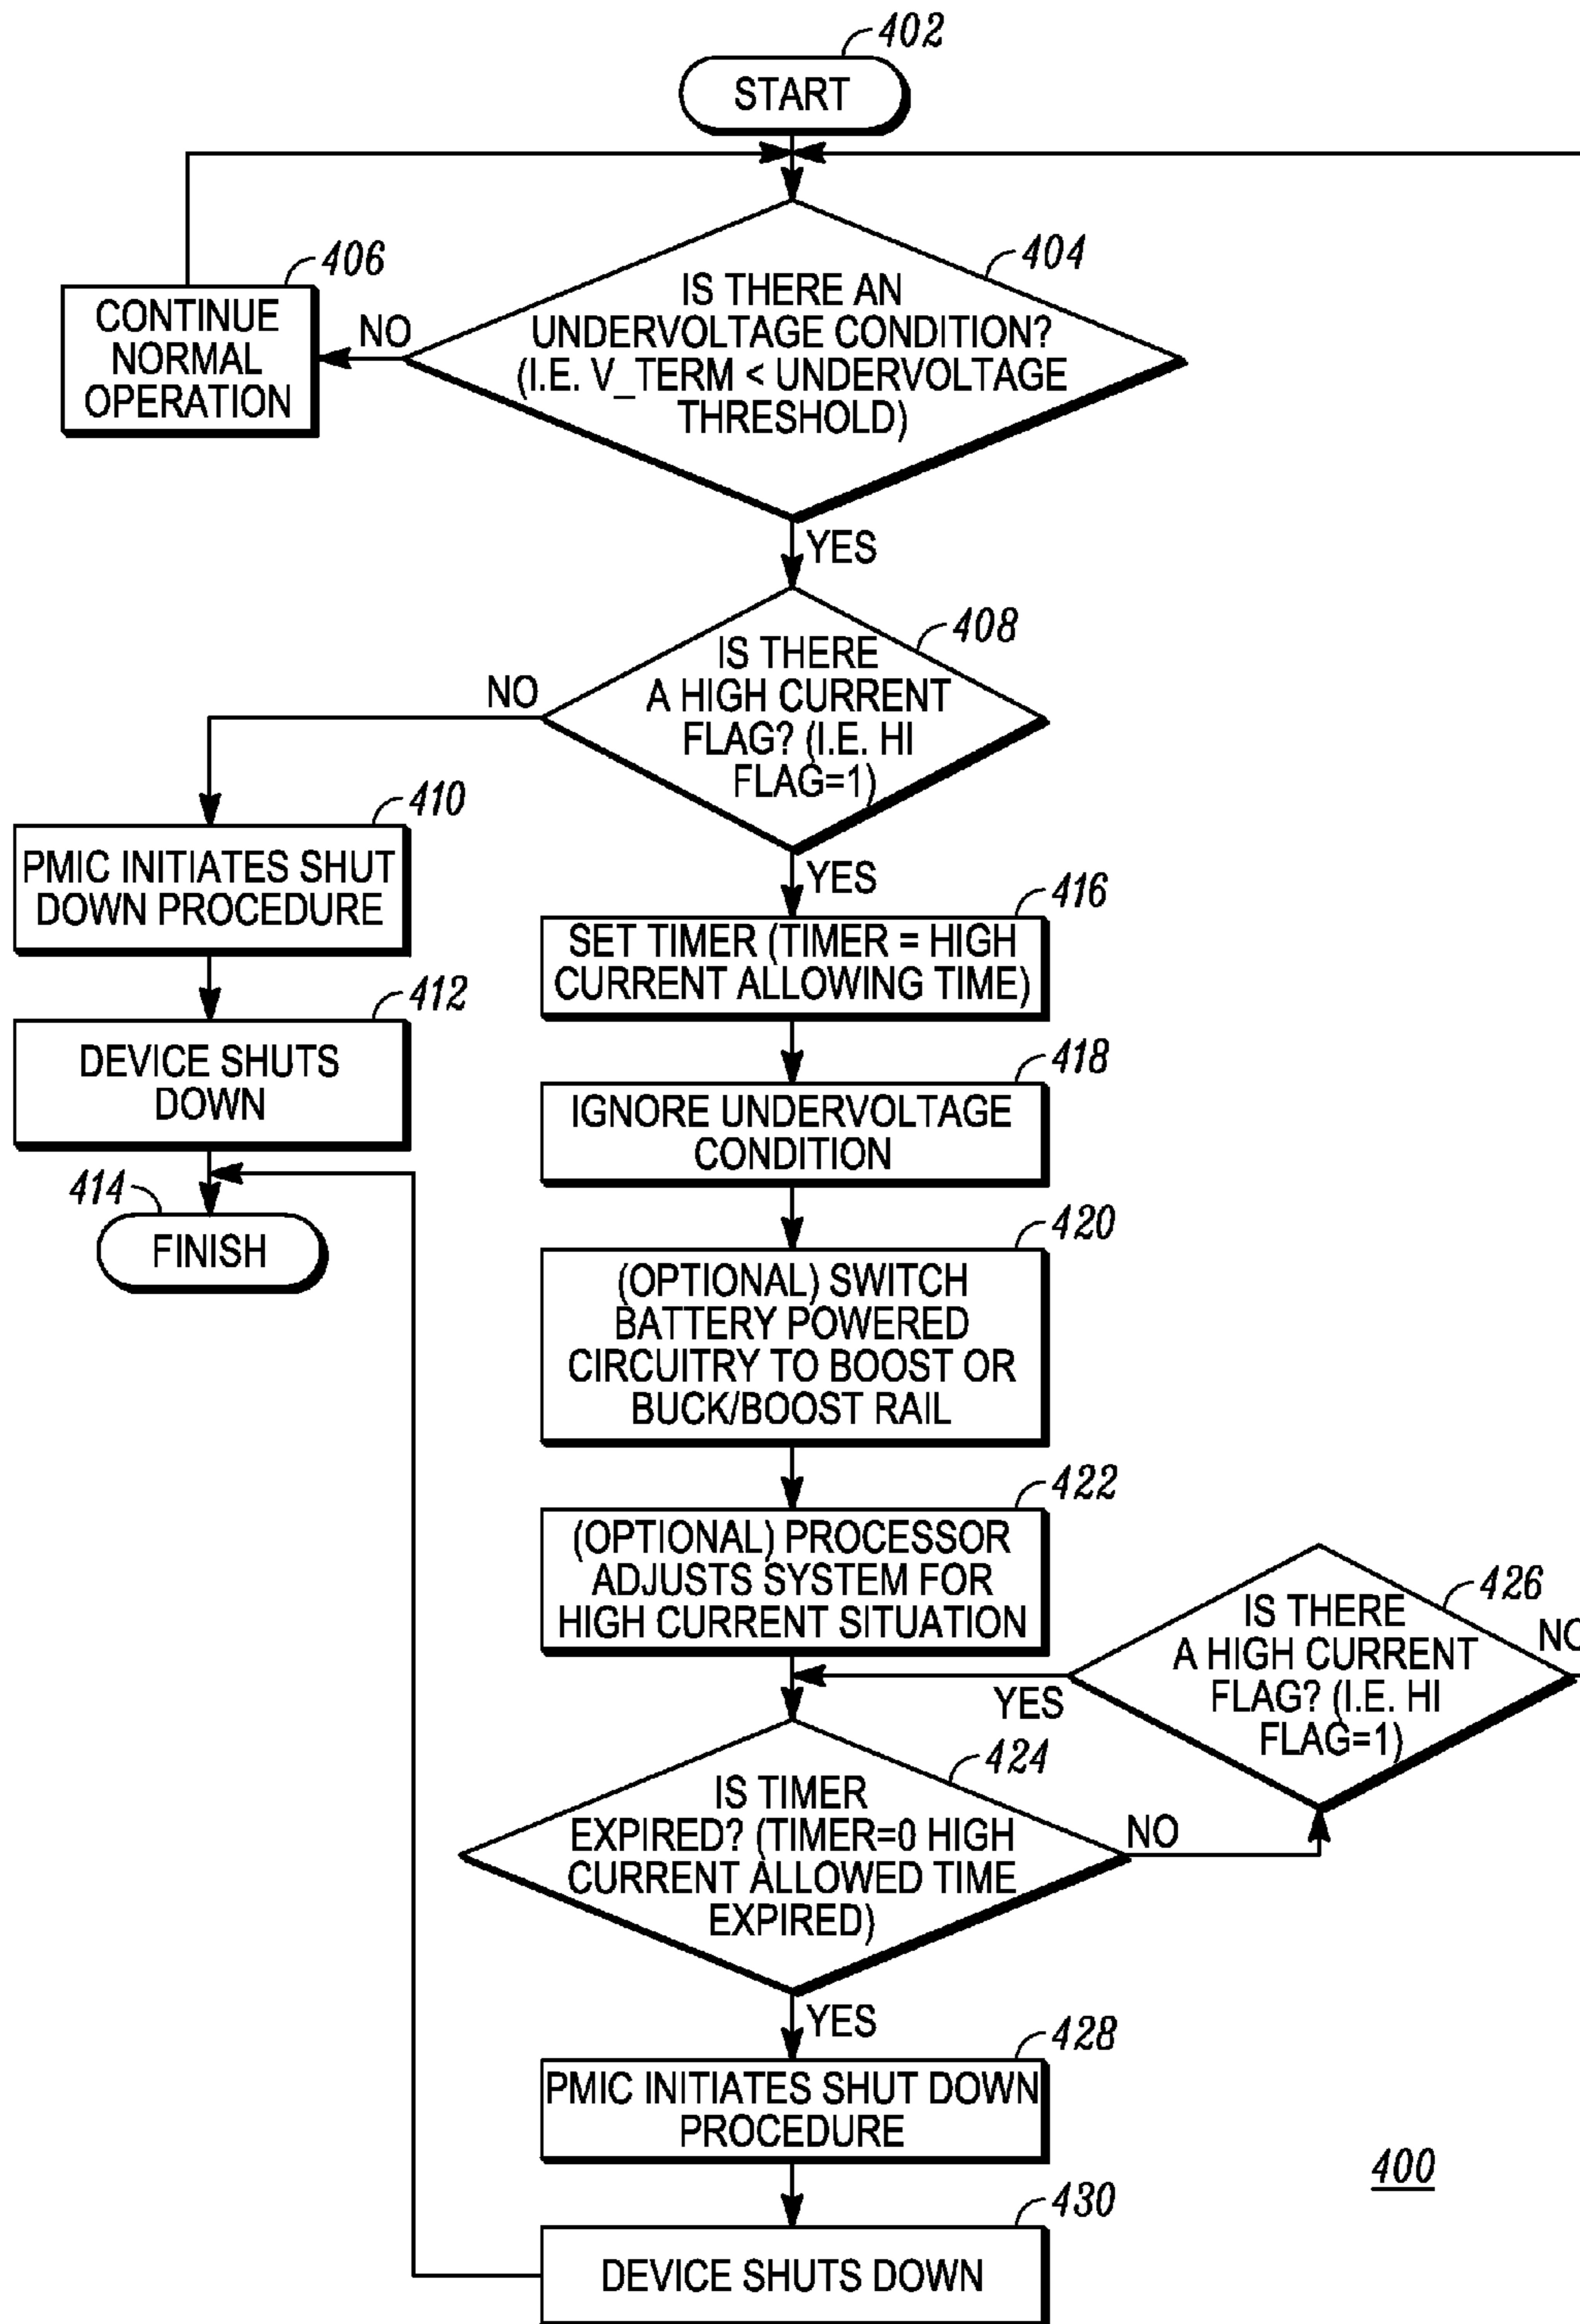 402
START
406
CONTINUE
NORMAL
OPERATION
NO
404
IS THERE AN
UNDERVOLTAGE CONDITION?
(I.E. V_TERM < UNDERVOLTAGE
THRESHOLD)
YES
408
IS THERE
A HIGH CURRENT
FLAG? (I.E. HI
FLAG=1)
NO
410
PMIC INITIATES SHUT
DOWN PROCEDURE
412
DEVICE SHUTS
DOWN
414
FINISH
YES
416
SET TIMER (TIMER = HIGH
CURRENT ALLOWING TIME)
418
IGNORE UNDERVOLTAGE
CONDITION
420
(OPTIONAL) SWITCH
BATTERY POWERED
CIRCUITRY TO BOOST OR
BUCK/BOOST RAIL
422
(OPTIONAL) PROCESSOR
ADJUSTS SYSTEM FOR
HIGH CURRENT SITUATION
426
IS THERE
A HIGH CURRENT
FLAG? (I.E. HI
FLAG=1)
NO
YES
424
IS TIMER
EXPIRED? (TIMER=0 HIGH
CURRENT ALLOWED TIME
EXPIRED)
NO
YES
428
PMIC INITIATES SHUT DOWN
PROCEDURE
430
DEVICE SHUTS DOWN
400